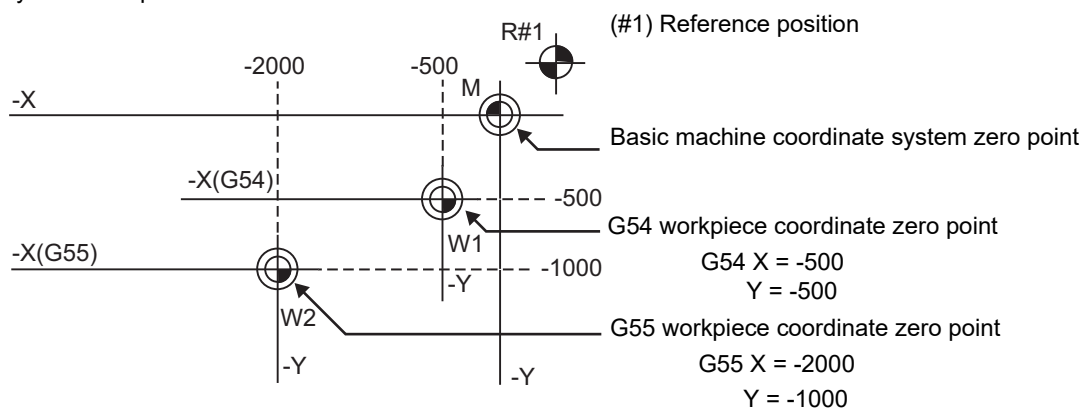 R#1
(#1) Reference position
-2000
-500
M
-X
Basic machine coordinate system zero point
-X(G54)
-500
W1
G54 workpiece coordinate zero point
-X(G55)
-1000
G54 X = -500
-Y
Y = -500
W2
G55 workpiece coordinate zero point
-Y
G55 X = -2000
-Y
Y = -1000